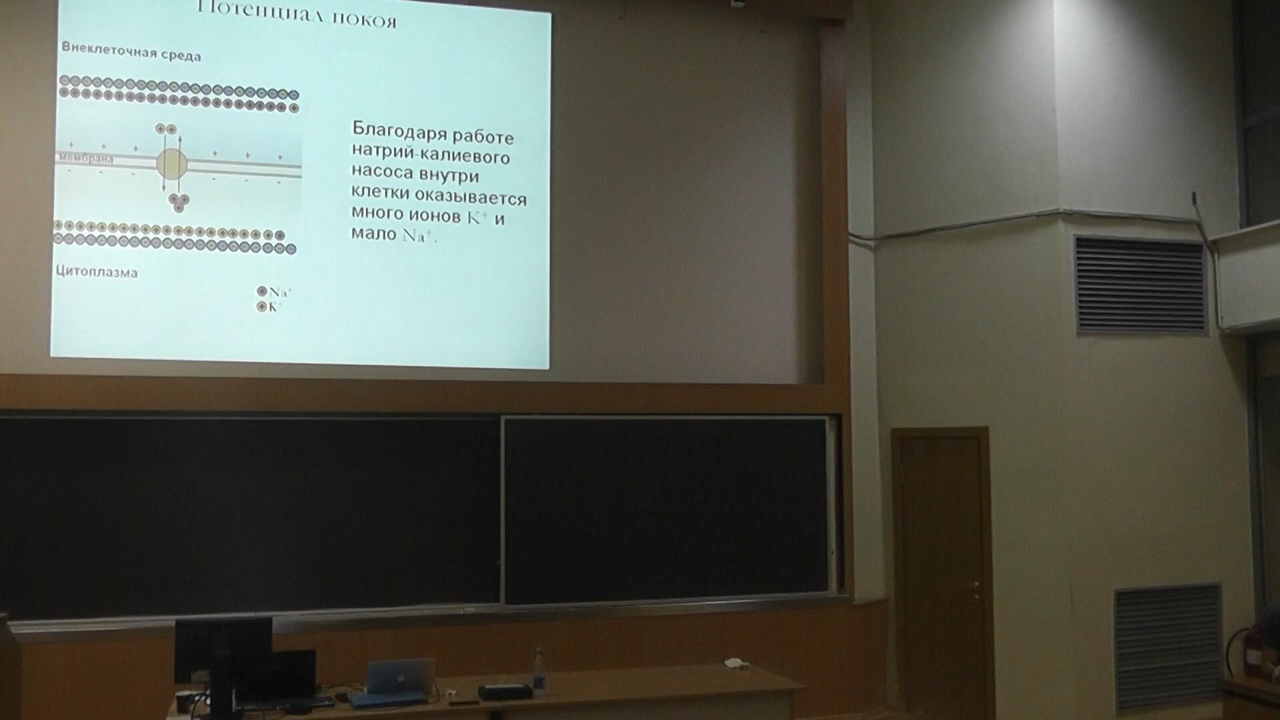 Потенциал покоя
Внеклеточная среда
мембрана
Благодаря работе
натрий-калиевого
насоса внутри
клетки оказывается
много ионов K⁺ и
мало Na⁺.
Цитоплазма
Na⁺
K⁺